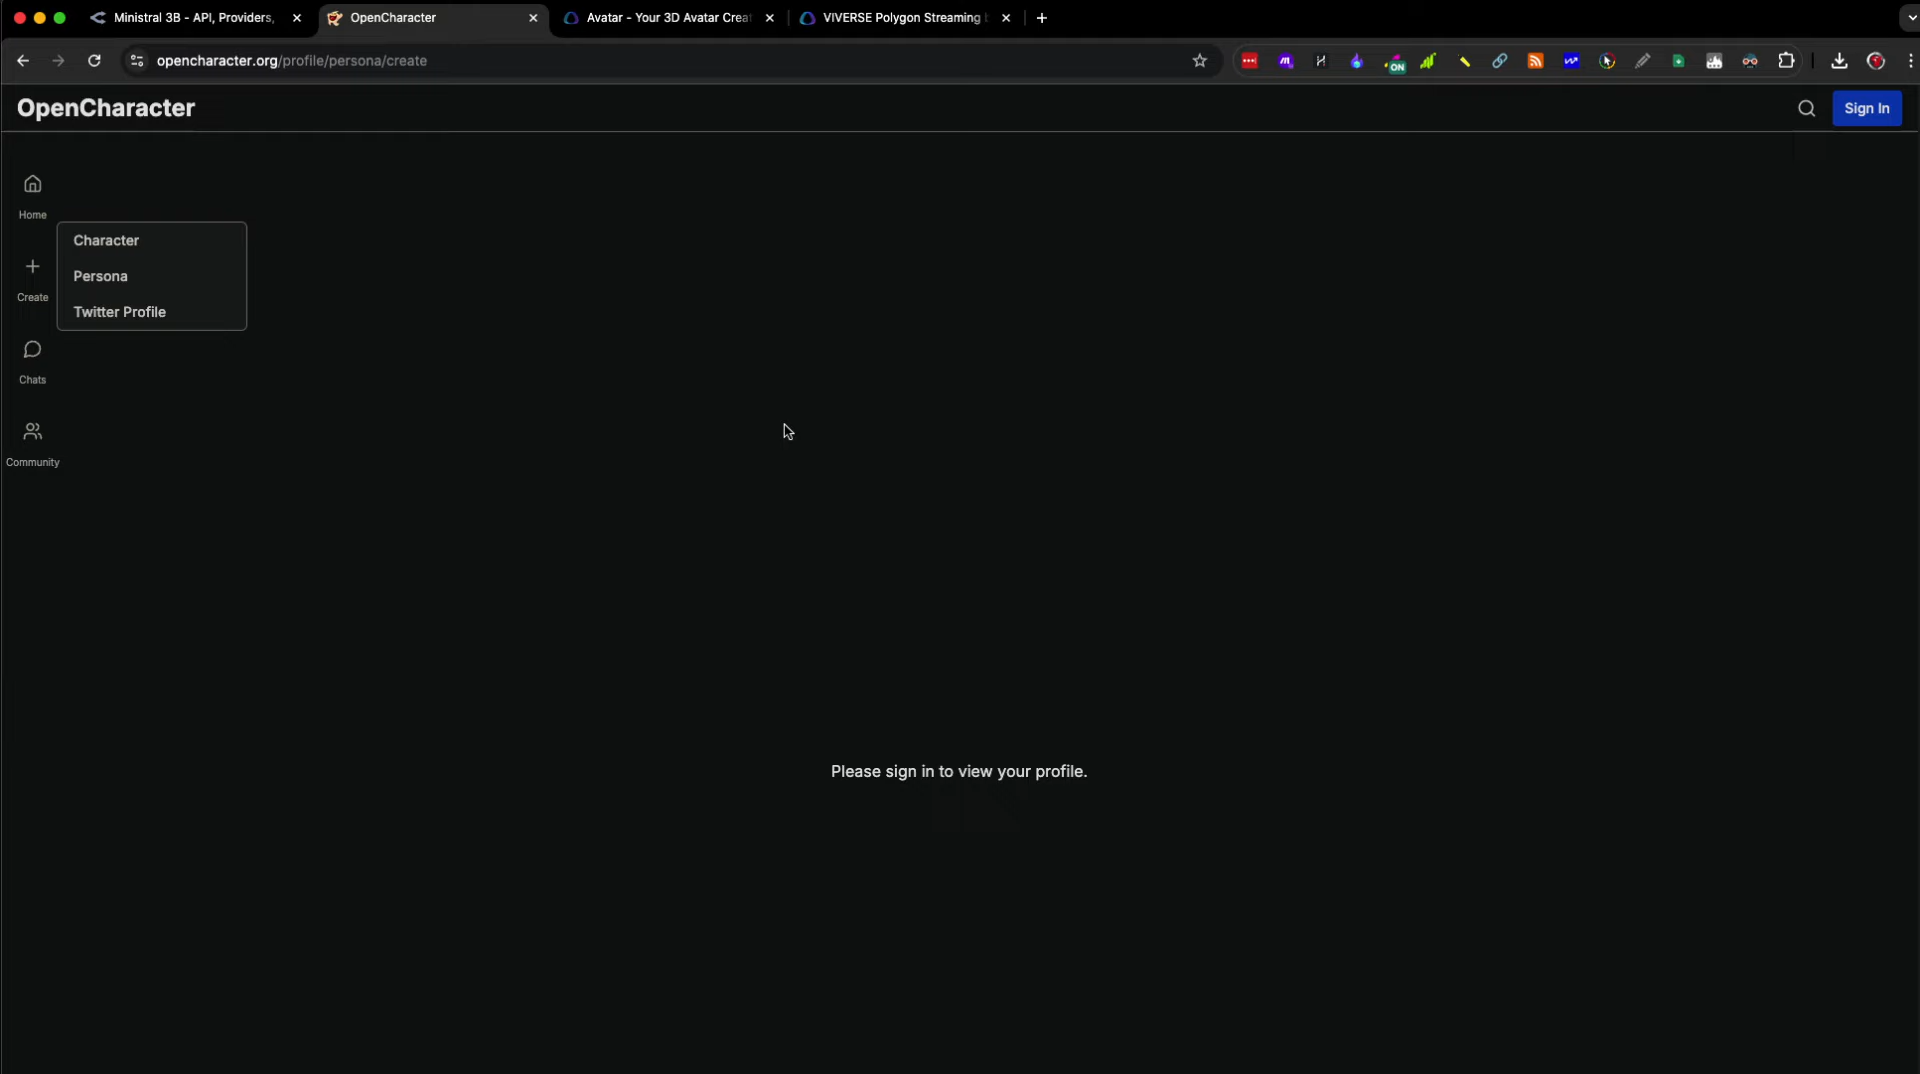 Ministral 3B - API, Providers,
OpenCharacter
Avatar - Your 3D Avatar Creat
VIVERSE Polygon Streaming
opencharacter.org/profile/persona/create
ON
OpenCharacter
Sign In
Home
Character
Persona
Create
Twitter Profile
Chats
Community
Please sign in to view your profile.